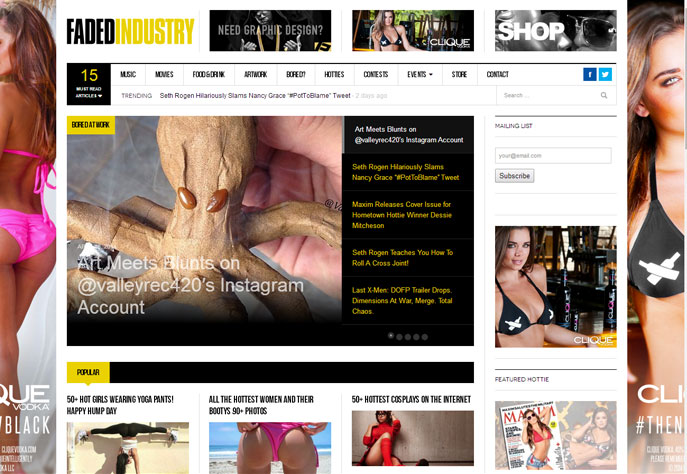 FADEDINDUSTRY
NEED GRAPHIC DESIGN?
CLIQUE
SHOP
15
MUST READ
ARTICLES
MUSIC
MOVIES
FOOD & DRINK
ARTWORK
BORED?
HOTTIES
CONTESTS
EVENTS
STORE
CONTACT
TRENDING Seth Rogen Hilariously Slams Nancy Grace "#PotToBlame" Tweet - 2 days ago
Search ...
BORED AT WORK
Art Meets Blunts on
@valleyrec420's Instagram
Account
Art Meets Blunts on
@valleyrec420's Instagram Account
Seth Rogen Hilariously Slams
Nancy Grace "#PotToBlame" Tweet
Maxim Releases Cover Issue for
Hometown Hottie Winner Dessie
Mitcheson
Seth Rogen Teaches You How To
Roll A Cross Joint!
Last X-Men: DOFP Trailer Drops,
Dimensions At War, Merge. Total
Chaos.
MAILING LIST
your@email.com
Subscribe
CLIQUE
FEATURED HOTTIE
MAXIM
POPULAR
50+ HOT GIRLS WEARING YOGA PANTS!
HAPPY HUMP DAY
ALL THE HOTTEST WOMEN AND THEIR
BOOTYS 90+ PHOTOS
50+ HOTTEST COSPLAYS ON THE INTERNET
QUE
VODKA
BLACK
CLIQUEVODKA.COM
CLI
#THEN